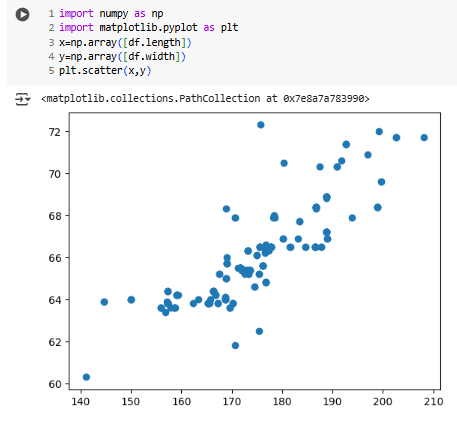 1 import numpy as np
2 import matplotlib.pyplot as plt
3 x=np.array([df.length])
4 y=np.array([df.width])
5 plt.scatter(x,y)
<matplotlib.collections.PathCollection at 0x7e8a7a783990>
72
70
68
66
64
62
60
140 150 160 170 180 190 200 210